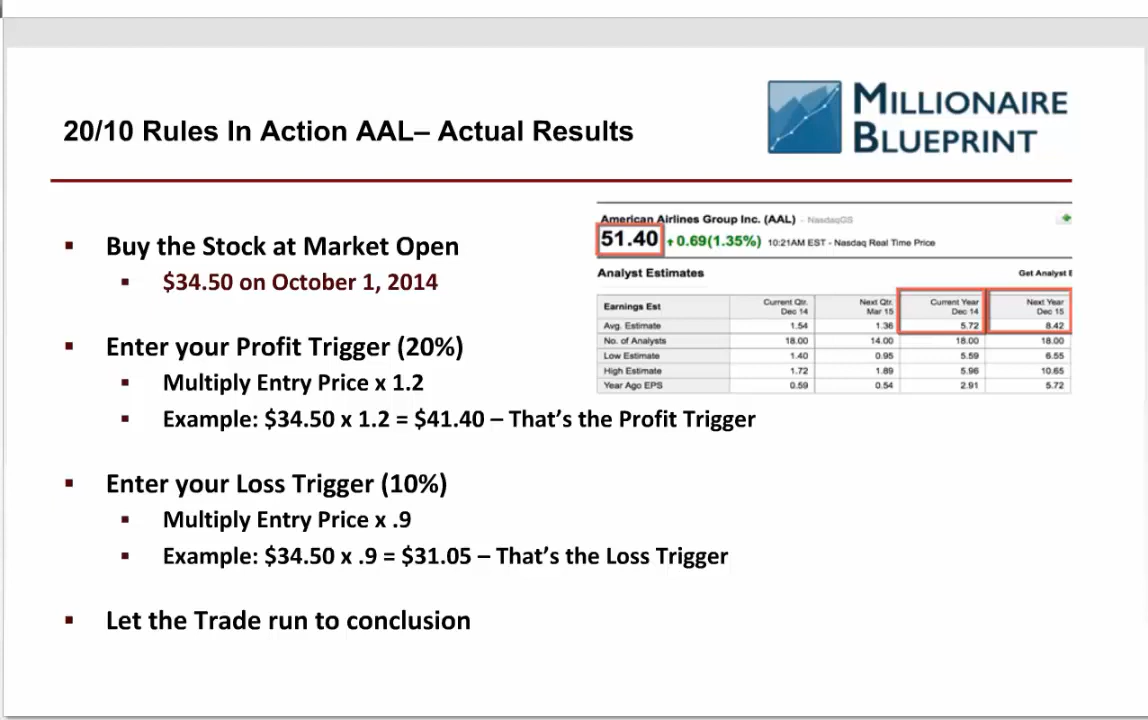 20/10 Rules In Action AAL– Actual Results
MILLIONAIRE
BLUEPRINT
▪ Buy the Stock at Market Open
▪ $34.50 on October 1, 2014
▪ Enter your Profit Trigger (20%)
▪ Multiply Entry Price x 1.2
▪ Example: $34.50 x 1.2 = $41.40 – That's the Profit Trigger
▪ Enter your Loss Trigger (10%)
▪ Multiply Entry Price x .9
▪ Example: $34.50 x .9 = $31.05 – That's the Loss Trigger
▪ Let the Trade run to conclusion
American Airlines Group Inc. (AAL) - NasdaqGS
51.40 ↑0.69(1.35%) 10:21AM EST - Nasdaq Real Time Price
Analyst Estimates Get Analyst E
Earnings Est Current Qtr. Next Qtr. Current Year Next Year
Dec 14 Mar 15 Dec 14 Dec 15
Avg. Estimate 1.54 1.36 5.72 8.42
No. of Analysts 18.00 14.00 18.00 18.00
Low Estimate 1.40 0.95 5.59 6.55
High Estimate 1.72 1.89 5.96 10.65
Year Ago EPS 0.59 0.54 2.91 5.72